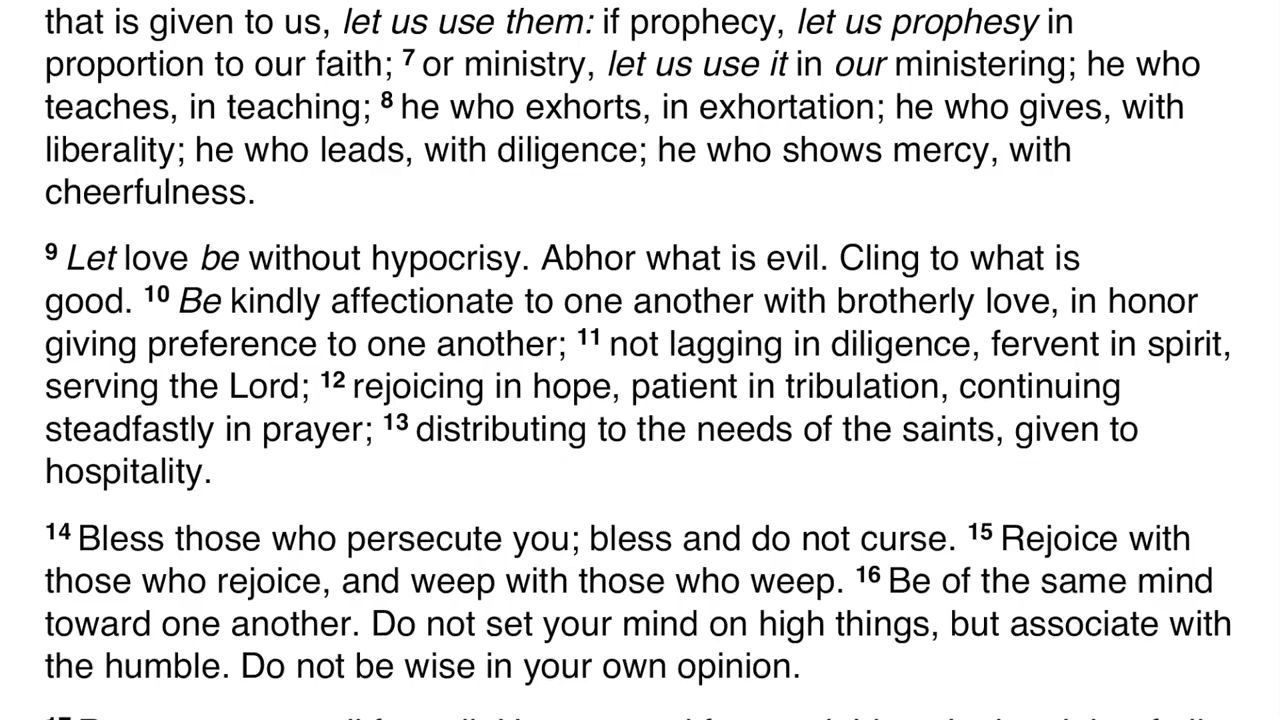 that is given to us, let us use them: if prophecy, let us prophesy in
proportion to our faith; 7 or ministry, let us use it in our ministering; he who
teaches, in teaching; 8 he who exhorts, in exhortation; he who gives, with
liberality; he who leads, with diligence; he who shows mercy, with
cheerfulness.
9 Let love be without hypocrisy. Abhor what is evil. Cling to what is
good. 10 Be kindly affectionate to one another with brotherly love, in honor
giving preference to one another; 11 not lagging in diligence, fervent in spirit,
serving the Lord; 12 rejoicing in hope, patient in tribulation, continuing
steadfastly in prayer; 13 distributing to the needs of the saints, given to
hospitality.
14 Bless those who persecute you; bless and do not curse. 15 Rejoice with
those who rejoice, and weep with those who weep. 16 Be of the same mind
toward one another. Do not set your mind on high things, but associate with
the humble. Do not be wise in your own opinion.